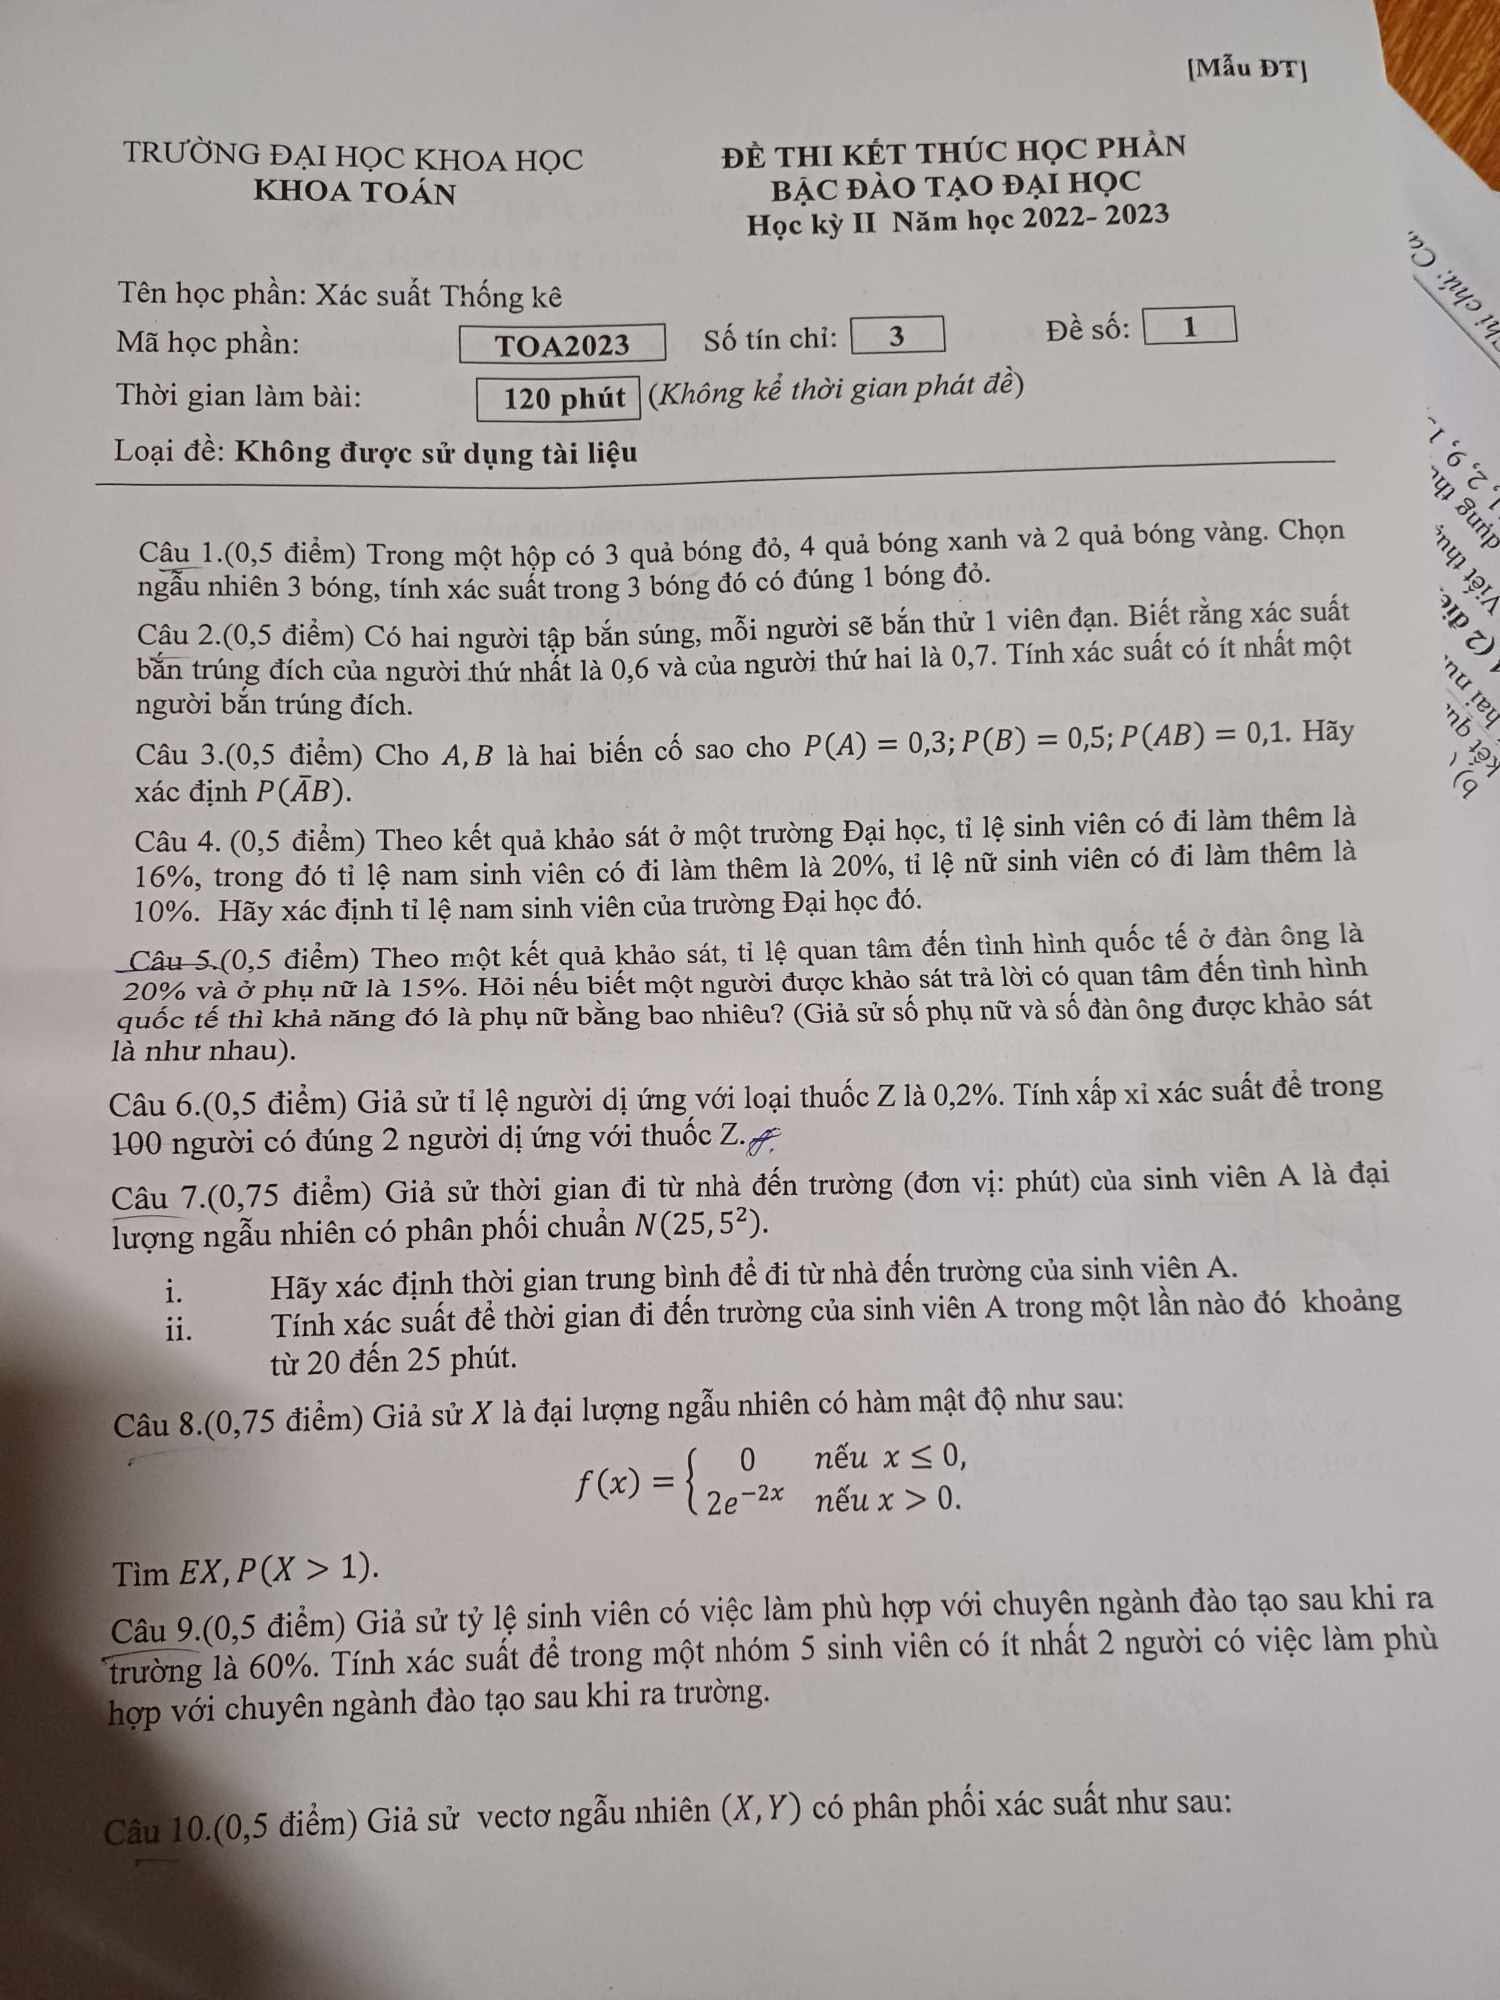 [Mẫu ĐT]
TRƯỜNG ĐẠI HỌC KHOA HỌC
KHOA TOÁN
ĐỀ THI KẾT THÚC HỌC PHẦN
BẬC ĐÀO TẠO ĐẠI HỌC
Học kỳ II Năm học 2022- 2023
Tên học phần: Xác suất Thống kê
Mã học phần: TOA2023 Số tín chỉ: 3 Đề số: 1
Thời gian làm bài: 120 phút (Không kể thời gian phát đề)
Loại đề: Không được sử dụng tài liệu
Câu 1.(0,5 điểm) Trong một hộp có 3 quả bóng đỏ, 4 quả bóng xanh và 2 quả bóng vàng. Chọn
ngẫu nhiên 3 bóng, tính xác suất trong 3 bóng đó có đúng 1 bóng đỏ.
Câu 2.(0,5 điểm) Có hai người tập bắn súng, mỗi người sẽ bắn thử 1 viên đạn. Biết rằng xác suất
bắn trúng đích của người thứ nhất là 0,6 và của người thứ hai là 0,7. Tính xác suất có ít nhất một
người bắn trúng đích.
Câu 3.(0,5 điểm) Cho A, B là hai biến cố sao cho P(A) = 0,3; P(B) = 0,5; P(AB) = 0,1. Hãy
xác định P(ĀB).
Câu 4. (0,5 điểm) Theo kết quả khảo sát ở một trường Đại học, tỉ lệ sinh viên có đi làm thêm là
16%, trong đó tỉ lệ nam sinh viên có đi làm thêm là 20%, tỉ lệ nữ sinh viên có đi làm thêm là
10%. Hãy xác định tỉ lệ nam sinh viên của trường Đại học đó.
Câu 5.(0,5 điểm) Theo một kết quả khảo sát, tỉ lệ quan tâm đến tình hình quốc tế ở đàn ông là
20% và ở phụ nữ là 15%. Hỏi nếu biết một người được khảo sát trả lời có quan tâm đến tình hình
quốc tế thì khả năng đó là phụ nữ bằng bao nhiêu? (Giả sử số phụ nữ và số đàn ông được khảo sát
là như nhau).
Câu 6.(0,5 điểm) Giả sử tỉ lệ người dị ứng với loại thuốc Z là 0,2%. Tính xấp xỉ xác suất để trong
100 người có đúng 2 người dị ứng với thuốc Z.
Câu 7.(0,75 điểm) Giả sử thời gian đi từ nhà đến trường (đơn vị: phút) của sinh viên A là đại
lượng ngẫu nhiên có phân phối chuẩn N(25, 5²).
i. Hãy xác định thời gian trung bình để đi từ nhà đến trường của sinh viên A.
ii. Tính xác suất để thời gian đi đến trường của sinh viên A trong một lần nào đó khoảng
từ 20 đến 25 phút.
Câu 8.(0,75 điểm) Giả sử X là đại lượng ngẫu nhiên có hàm mật độ như sau:
f(x) = { 0 nếu x ≤ 0,
2e⁻²ˣ nếu x > 0.
Tìm EX, P(X > 1).
Câu 9.(0,5 điểm) Giả sử tỷ lệ sinh viên có việc làm phù hợp với chuyên ngành đào tạo sau khi ra
trường là 60%. Tính xác suất để trong một nhóm 5 sinh viên có ít nhất 2 người có việc làm phù
hợp với chuyên ngành đào tạo sau khi ra trường.
Câu 10.(0,5 điểm) Giả sử vectơ ngẫu nhiên (X, Y) có phân phối xác suất như sau: